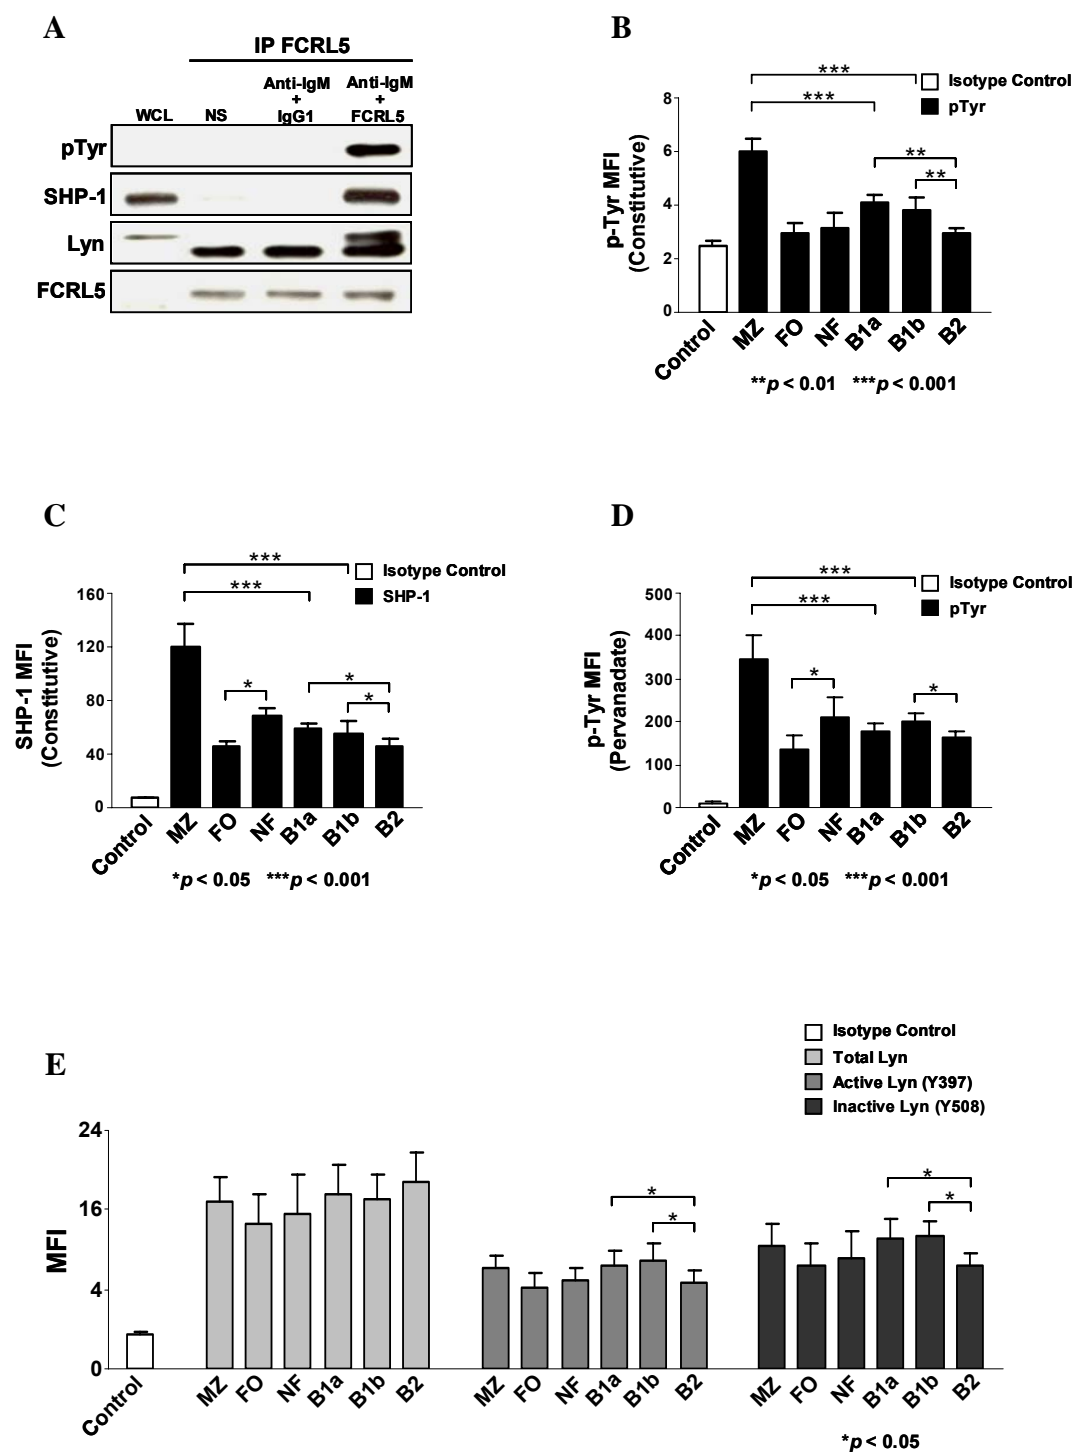 A
IP FCRL5
WCL NS Anti-IgM + IgG1 Anti-IgM + FCRL5
pTyr
SHP-1
Lyn
FCRL5
B
Isotype Control
pTyr
***
***
**
**
p-Tyr MFI
(Constitutive)
8
6
4
2
0
Control MZ FO NF B1a B1b B2
**p < 0.01 ***p < 0.001
C
Isotype Control
SHP-1
***
***
*
*
*
SHP-1 MFI
(Constitutive)
160
120
80
40
0
Control MZ FO NF B1a B1b B2
*p < 0.05 ***p < 0.001
D
Isotype Control
pTyr
***
***
*
*
p-Tyr MFI
(Pervanadate)
500
400
300
200
100
0
Control MZ FO NF B1a B1b B2
*p < 0.05 ***p < 0.001
E
Isotype Control
Total Lyn
Active Lyn (Y397)
Inactive Lyn (Y508)
MFI
24
16
4
0
*
*
*
*
Control MZ FO NF B1a B1b B2 MZ FO NF B1a B1b B2 MZ FO NF B1a B1b B2
*p < 0.05